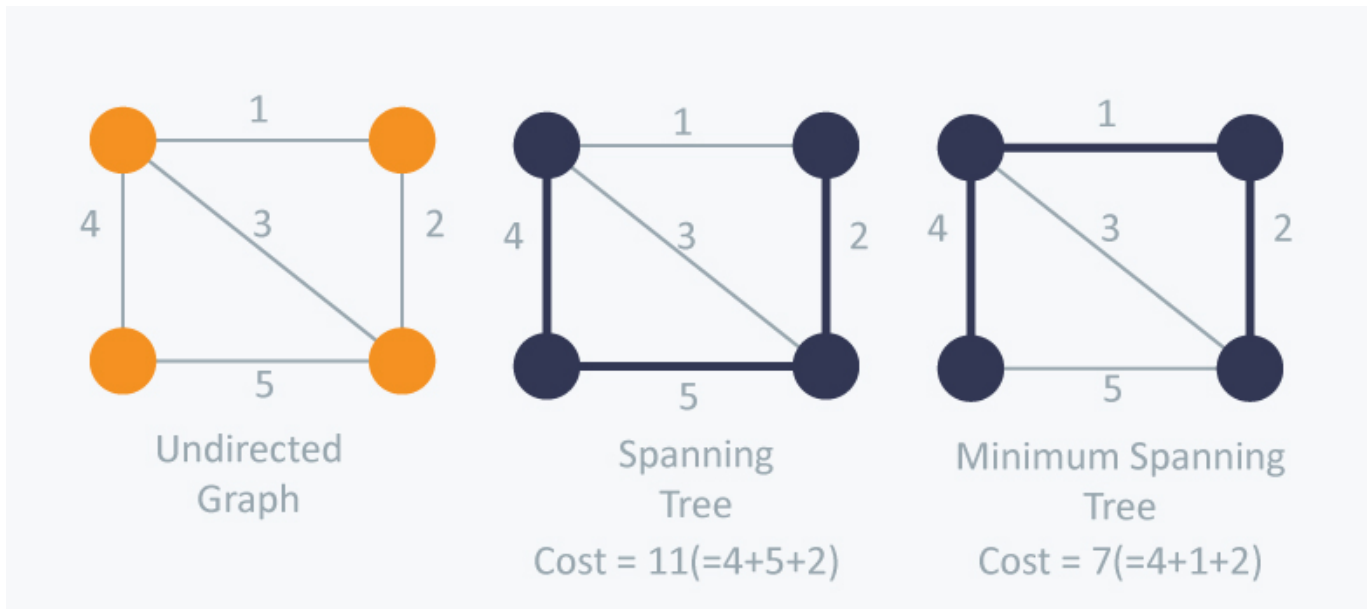 1
4
3
2
5
Undirected
Graph
1
4
3
2
5
Spanning
Tree
Cost = 11(=4+5+2)
1
4
3
2
5
Minimum Spanning
Tree
Cost = 7(=4+1+2)